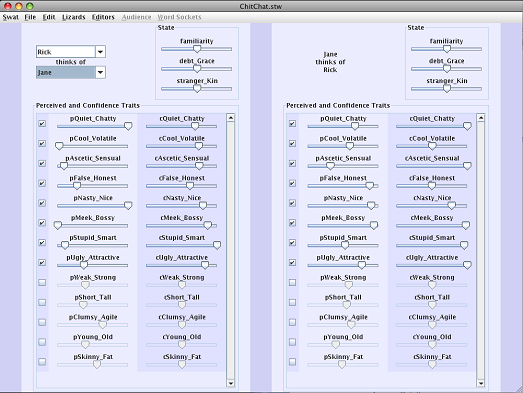 ChitChat.stw
Swat File Edit Lizards Editors Audience Word Sockets
Rick
thinks of
Jane
State
familiarity
debt_Grace
stranger_Kin
Perceived and Confidence Traits
pQuiet_Chatty cQuiet_Chatty
pCool_Volatile cCool_Volatile
pAscetic_Sensual cAscetic_Sensual
pFalse_Honest cFalse_Honest
pNasty_Nice cNasty_Nice
pMeek_Bossy cMeek_Bossy
pStupid_Smart cStupid_Smart
pUgly_Attractive cUgly_Attractive
pWeak_Strong cWeak_Strong
pShort_Tall cShort_Tall
pClumsy_Agile cClumsy_Agile
pYoung_Old cYoung_Old
pSkinny_Fat cSkinny_Fat
Jane
thinks of
Rick
State
familiarity
debt_Grace
stranger_Kin
Perceived and Confidence Traits
pQuiet_Chatty cQuiet_Chatty
pCool_Volatile cCool_Volatile
pAscetic_Sensual cAscetic_Sensual
pFalse_Honest cFalse_Honest
pNasty_Nice cNasty_Nice
pMeek_Bossy cMeek_Bossy
pStupid_Smart cStupid_Smart
pUgly_Attractive cUgly_Attractive
pWeak_Strong cWeak_Strong
pShort_Tall cShort_Tall
pClumsy_Agile cClumsy_Agile
pYoung_Old cYoung_Old
pSkinny_Fat cSkinny_Fat